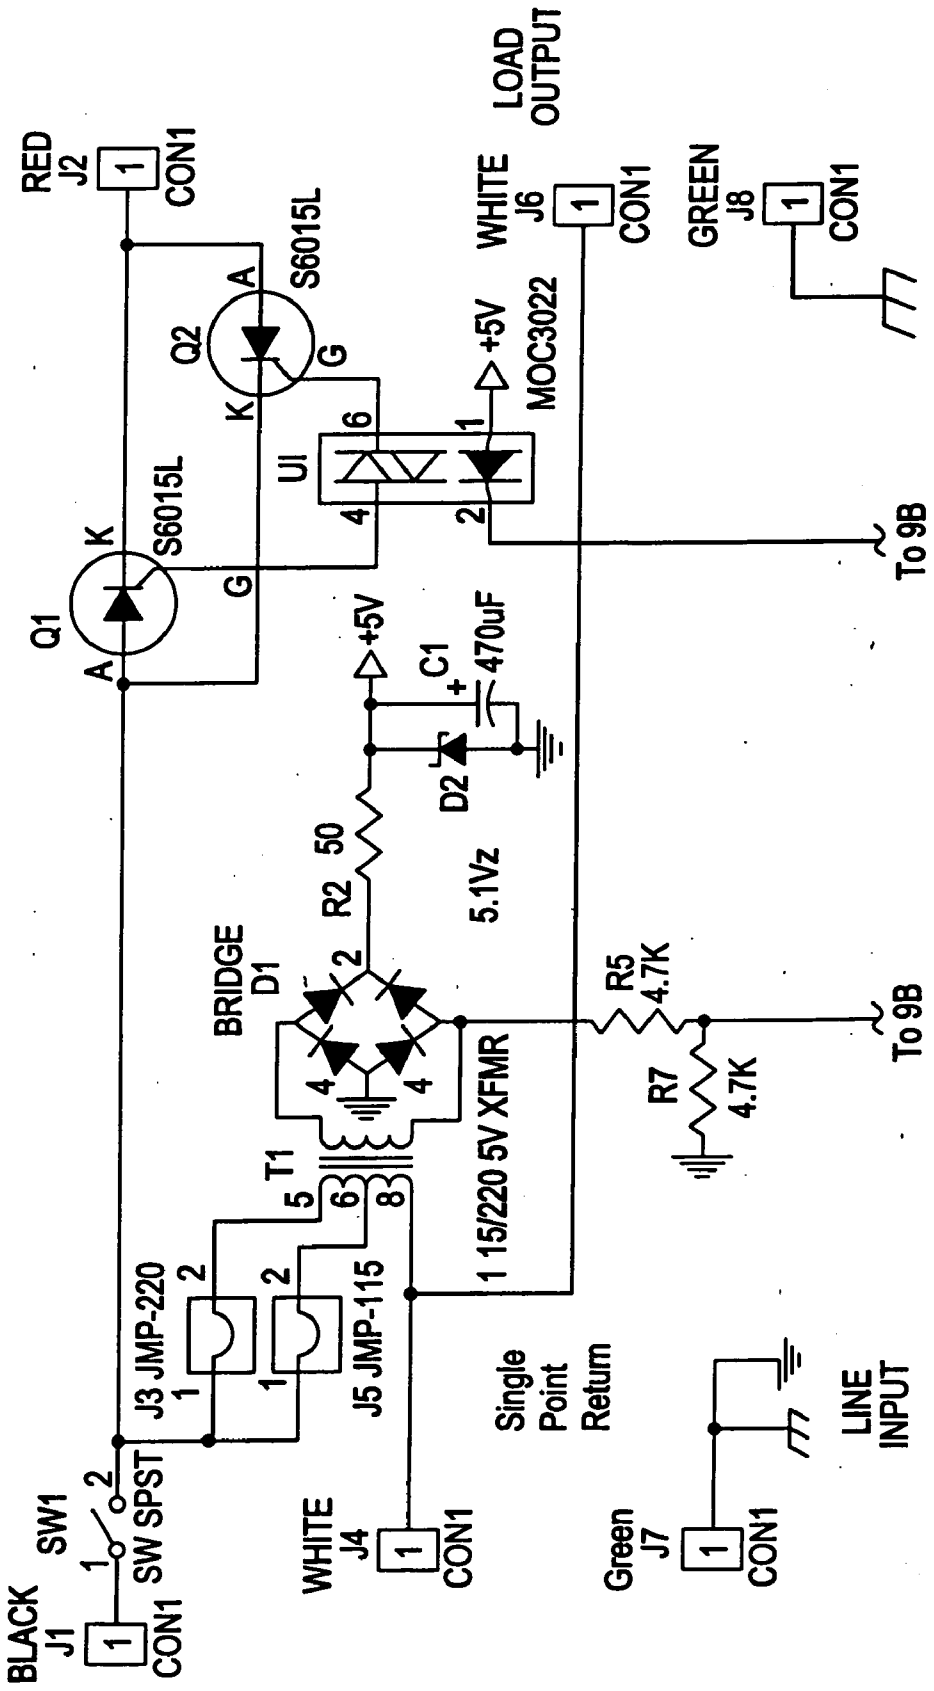 BLACK
J1
1
CON1
SW1
1
2
SW SPST
J3 JMP-220
1
2
J5 JMP-115
1
2
T1
5
6
8
1 15/220 5V XFMR
BRIDGE
D1
4
4
2
R2
50
+5V
D2
5.1Vz
C1
+
470uF
Q1
A
K
G
S6015L
Q2
A
K
G
S6015L
RED
J2
1
CON1
UI
4
6
2
1
+5V
MOC3022
To 9B
WHITE
J4
1
CON1
Single
Point
Return
R5
4.7K
R7
4.7K
To 9B
WHITE
J6
1
CON1
LOAD
OUTPUT
GREEN
J8
1
CON1
Green
J7
1
CON1
LINE
INPUT